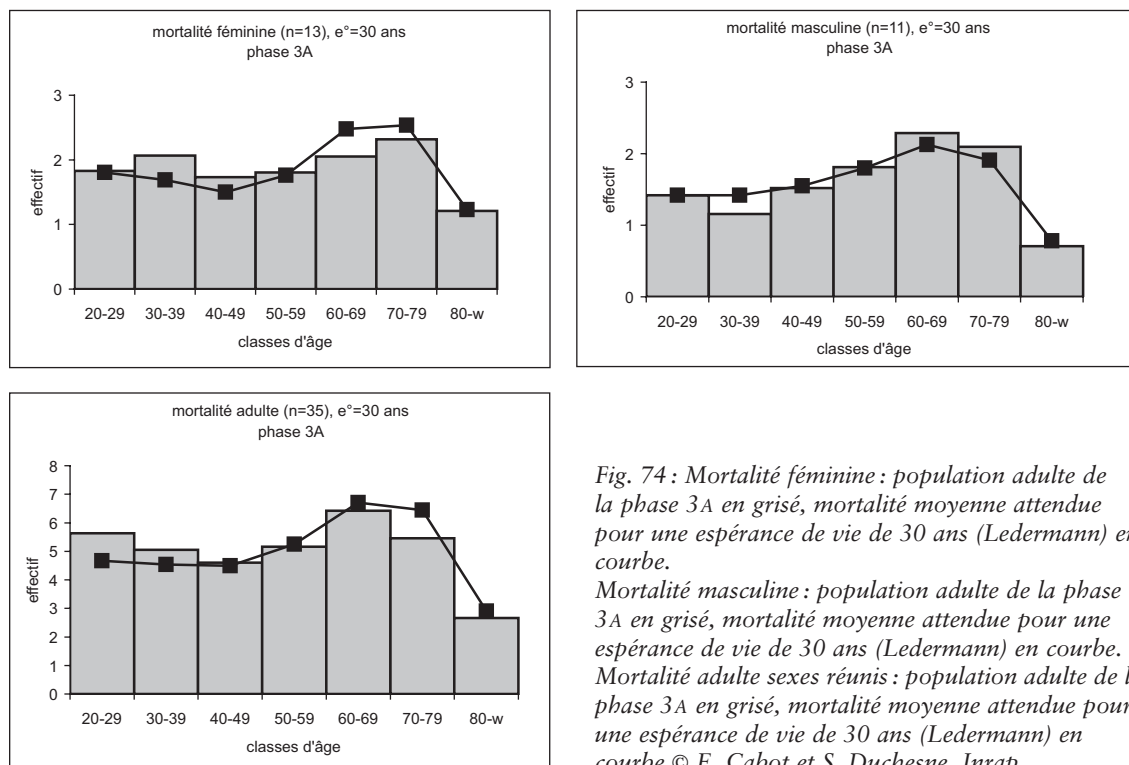 mortalité féminine (n=13), e°=30 ans
phase 3A
3
2
1
0
effectif
20-29 30-39 40-49 50-59 60-69 70-79 80-w
classes d'âge
mortalité masculine (n=11), e°=30 ans
phase 3A
3
2
1
0
effectif
20-29 30-39 40-49 50-59 60-69 70-79 80-w
classes d'âge
mortalité adulte (n=35), e°=30 ans
phase 3A
8
7
6
5
4
3
2
1
0
effectif
20-29 30-39 40-49 50-59 60-69 70-79 80-w
classes d'âge
Fig. 74 : Mortalité féminine : population adulte de
la phase 3A en grisé, mortalité moyenne attendue
pour une espérance de vie de 30 ans (Ledermann) en
courbe.
Mortalité masculine : population adulte de la phase
3A en grisé, mortalité moyenne attendue pour une
espérance de vie de 30 ans (Ledermann) en courbe.
Mortalité adulte sexes réunis : population adulte de
phase 3A en grisé, mortalité moyenne attendue pour
une espérance de vie de 30 ans (Ledermann) en
courbe © E. Cabot et S. Duchesne, Inrap